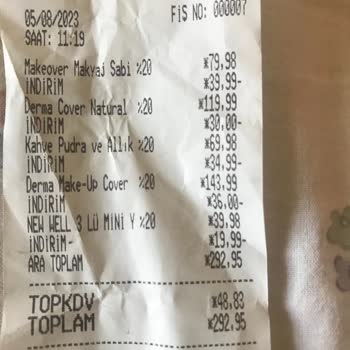 05/08/2023 FİŞ NO: 000007
SAAT: 11:19
Makeover Makyaj Sabi %20 *79,98
İNDİRİM *39,99-
Derma Cover Natural %20 *119,99
İNDİRİM *30,00-
Kahve Pudra ve Allık %20 *69,98
İNDİRİM *34,99-
Derma Make-Up Cover %20 *143,99
İNDİRİM *36,00-
NEW WELL 3 LÜ MİNİ Y %20 *39,98
İNDİRİM- *19,99-
ARA TOPLAM *292,95
TOPKDV *48,83
TOPLAM *292,95